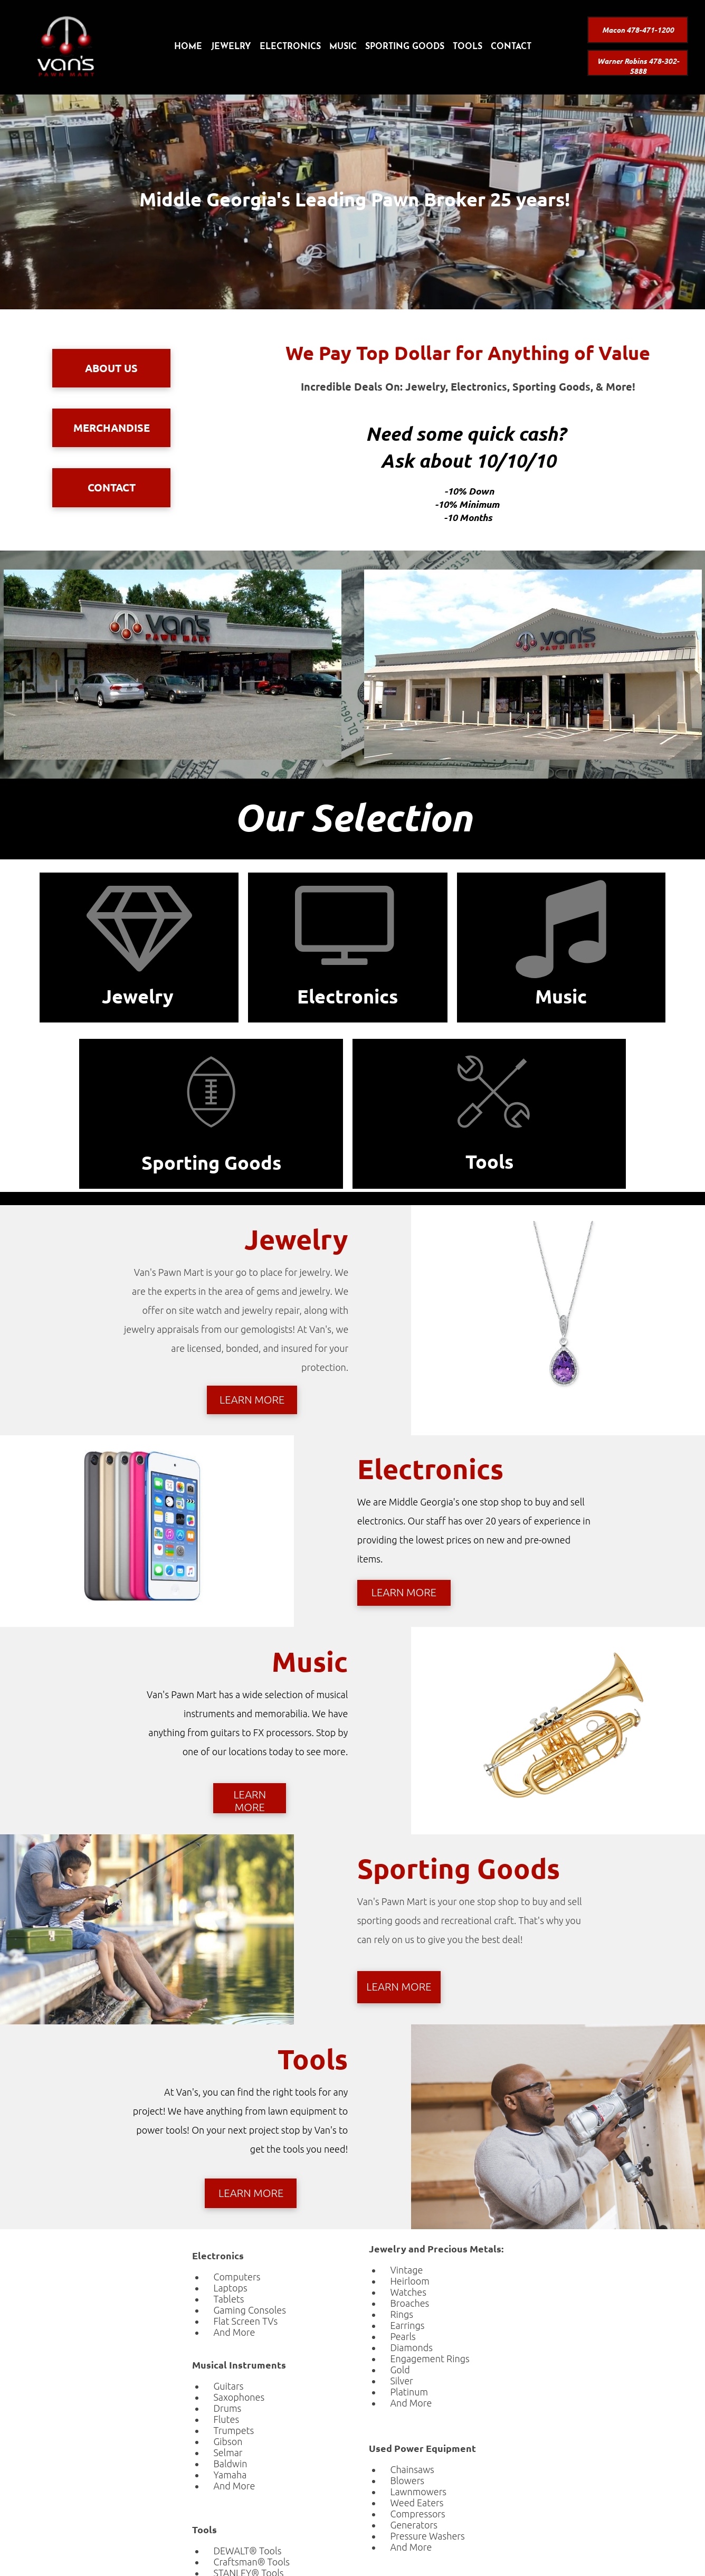 van's
PAWN MART
HOME JEWELRY ELECTRONICS MUSIC SPORTING GOODS TOOLS CONTACT
Macon 478-471-1200
Warner Robins 478-302-
5888
Middle Georgia's Leading Pawn Broker 25 years!
ABOUT US
MERCHANDISE
CONTACT
We Pay Top Dollar for Anything of Value
Incredible Deals On: Jewelry, Electronics, Sporting Goods, & More!
Need some quick cash?
Ask about 10/10/10
-10% Down
-10% Minimum
-10 Months
van's
PAWN MART
van's
PAWN MART
Our Selection
Jewelry
Electronics
Music
Sporting Goods
Tools
Jewelry
Van's Pawn Mart is your go to place for jewelry. We
are the experts in the area of gems and jewelry. We
offer on site watch and jewelry repair, along with
jewelry appraisals from our gemologists! At Van's, we
are licensed, bonded, and insured for your
protection.
LEARN MORE
Electronics
We are Middle Georgia's one stop shop to buy and sell
electronics. Our staff has over 20 years of experience in
providing the lowest prices on new and pre-owned
items.
LEARN MORE
Music
Van's Pawn Mart has a wide selection of musical
instruments and memorabilia. We have
anything from guitars to FX processors. Stop by
one of our locations today to see more.
LEARN
MORE
Sporting Goods
Van's Pawn Mart is your one stop shop to buy and sell
sporting goods and recreational craft. That's why you
can rely on us to give you the best deal!
LEARN MORE
Tools
At Van's, you can find the right tools for any
project! We have anything from lawn equipment to
power tools! On your next project stop by Van's to
get the tools you need!
LEARN MORE
Electronics
Computers
Laptops
Tablets
Gaming Consoles
Flat Screen TVs
And More
Musical Instruments
Guitars
Saxophones
Drums
Flutes
Trumpets
Gibson
Selmar
Baldwin
Yamaha
And More
Tools
DEWALT® Tools
Craftsman® Tools
STANLEY® Tools
Jewelry and Precious Metals:
Vintage
Heirloom
Watches
Broaches
Rings
Earrings
Pearls
Diamonds
Engagement Rings
Gold
Silver
Platinum
And More
Used Power Equipment
Chainsaws
Blowers
Lawnmowers
Weed Eaters
Compressors
Generators
Pressure Washers
And More